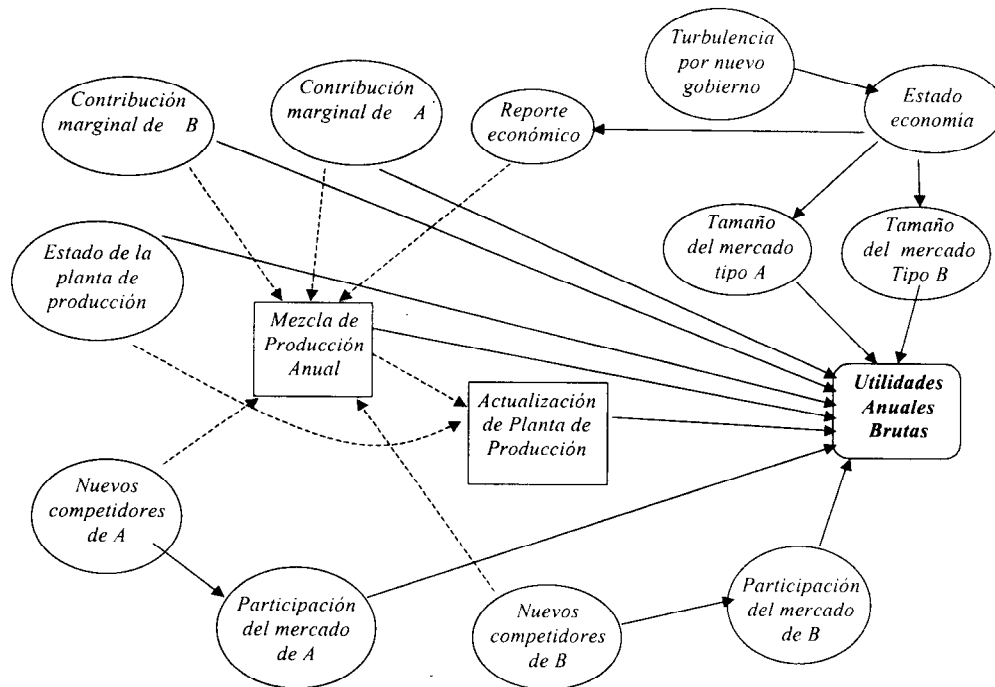 Turbulencia
por nuevo
gobierno
Contribución
marginal de B
Contribución
marginal de A
Reporte
económico
Estado
economía
Estado de la
planta de
producción
Tamaño
del mercado
tipo A
Tamaño
del mercado
Tipo B
Mezcla de
Producción
Anual
Actualización
de Planta de
Producción
Utilidades
Anuales
Brutas
Nuevos
competidores
de A
Participación
del mercado
de A
Nuevos
competidores
de B
Participación
del mercado
de B